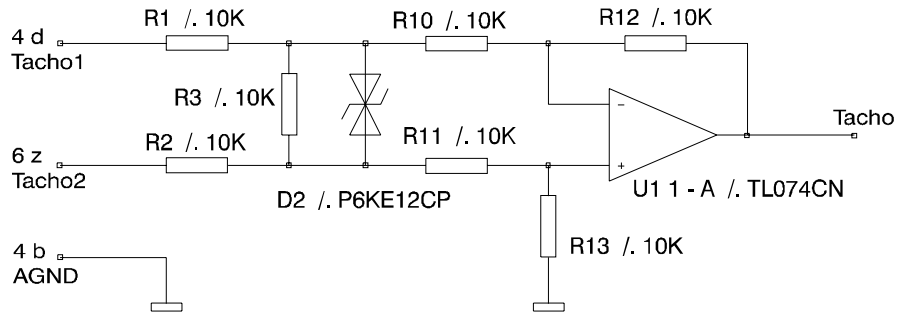 R1 /. 10K
R10 /. 10K
R12 /. 10K
4 d
Tacho1
R3 /. 10K
−
Tacho
R2 /. 10K
R11 /. 10K
6 z
Tacho2
+
D2 /. P6KE12CP
U1 1 - A /. TL074CN
4 b
AGND
R13 /. 10K